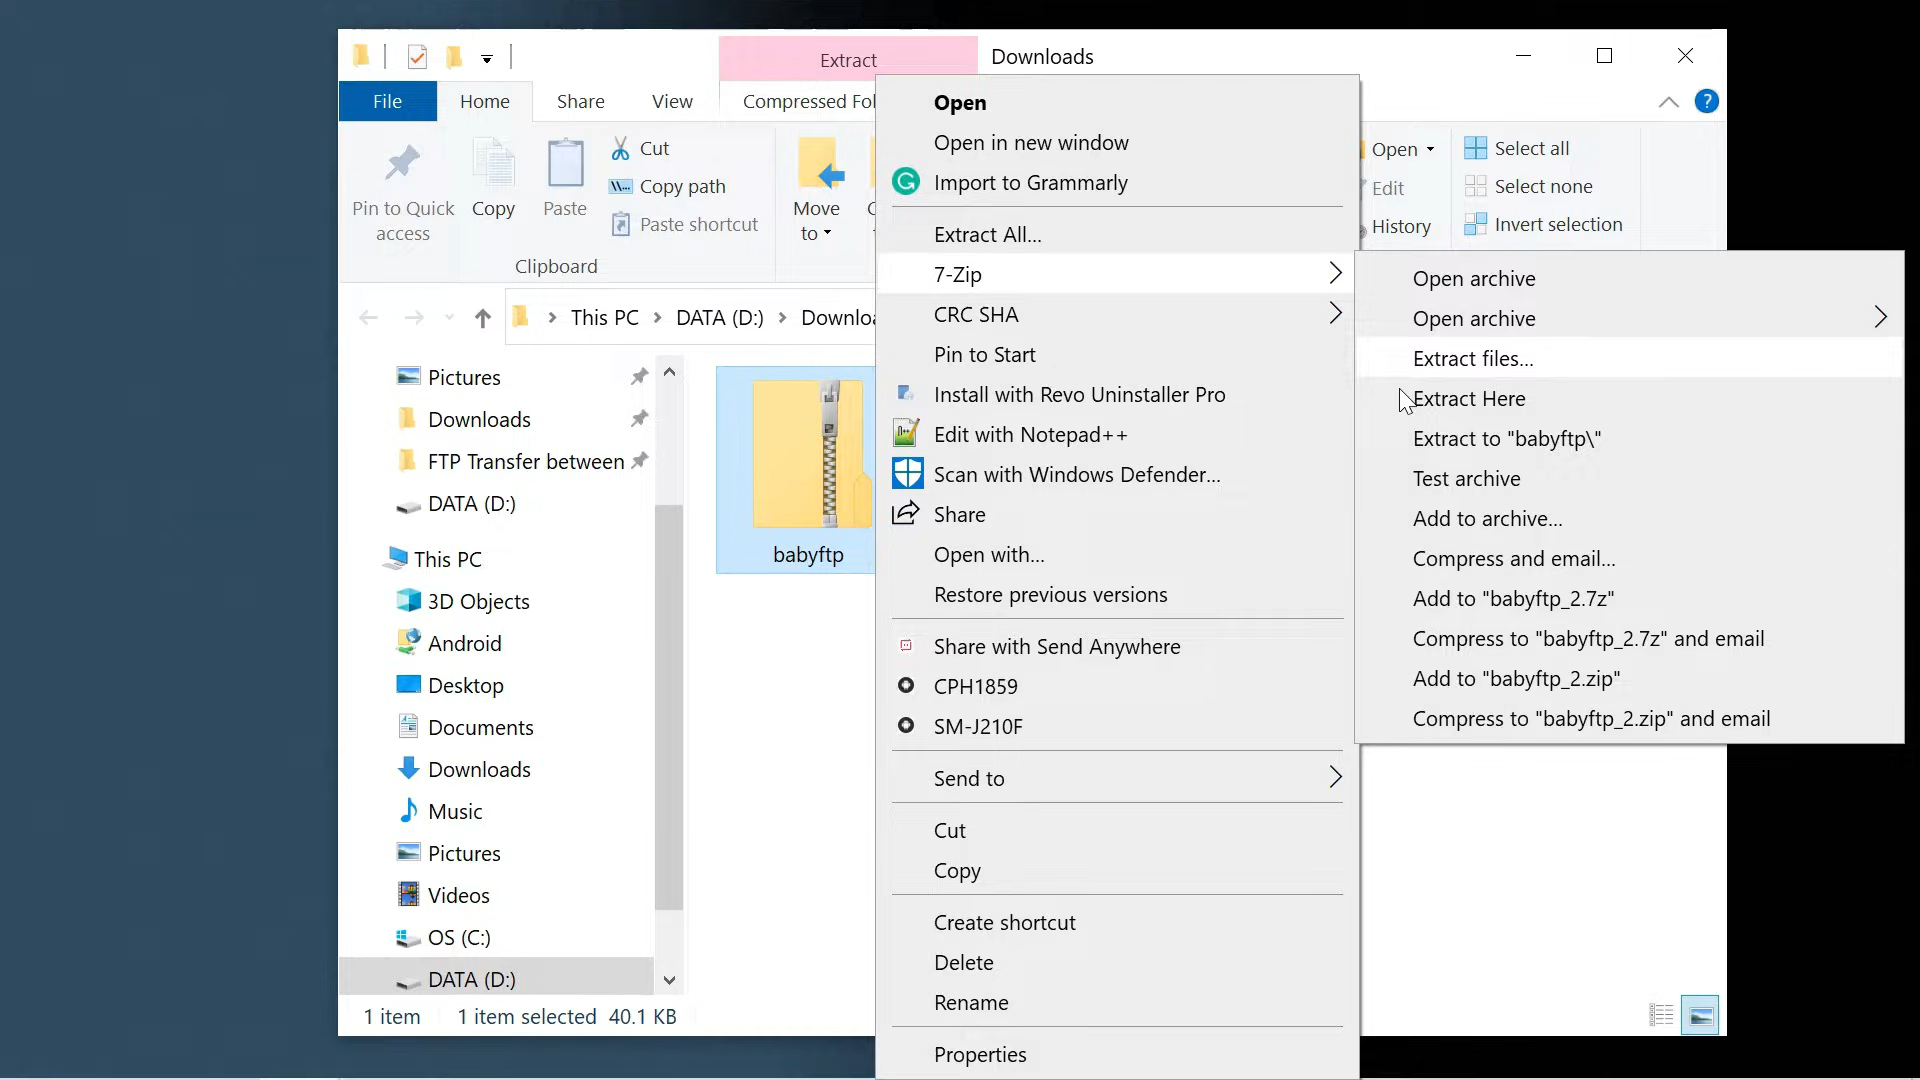 Extract
Downloads
File
Home
Share
View
Compressed Fol
Pin to Quick
access
Copy
Paste
Cut
Copy path
Paste shortcut
Move
to
Clipboard
Open
Edit
History
Select all
Select none
Invert selection
This PC
DATA (D:)
Downloa
Pictures
Downloads
FTP Transfer between
DATA (D:)
This PC
3D Objects
Android
Desktop
Documents
Downloads
Music
Pictures
Videos
OS (C:)
DATA (D:)
babyftp
1 item
1 item selected 40.1 KB
Open
Open in new window
Import to Grammarly
Extract All...
7-Zip
CRC SHA
Pin to Start
Install with Revo Uninstaller Pro
Edit with Notepad++
Scan with Windows Defender...
Share
Open with...
Restore previous versions
Share with Send Anywhere
CPH1859
SM-J210F
Send to
Cut
Copy
Create shortcut
Delete
Rename
Properties
Open archive
Open archive
Extract files...
Extract Here
Extract to "babyftp\"
Test archive
Add to archive...
Compress and email...
Add to "babyftp_2.7z"
Compress to "babyftp_2.7z" and email
Add to "babyftp_2.zip"
Compress to "babyftp_2.zip" and email